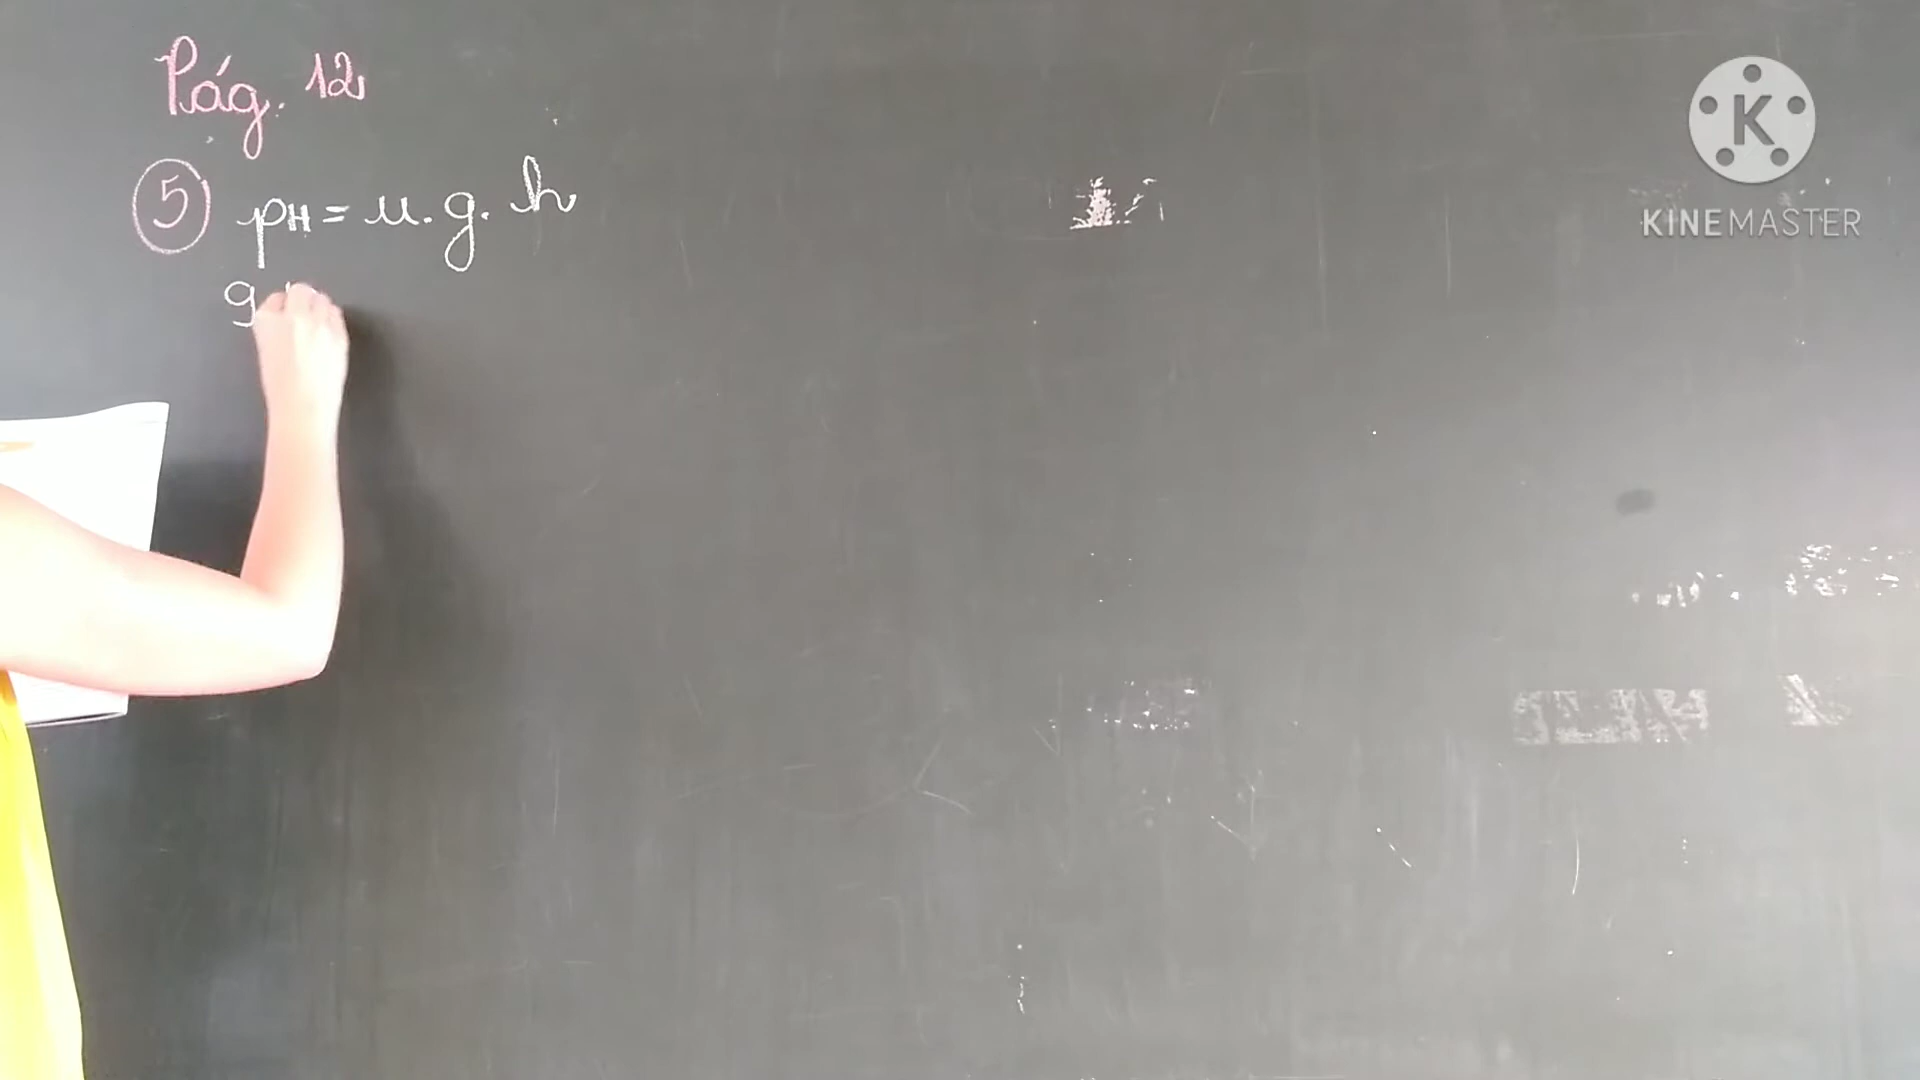 Pág. 12
5 pH = u. g. h
g
K
KINEMASTER